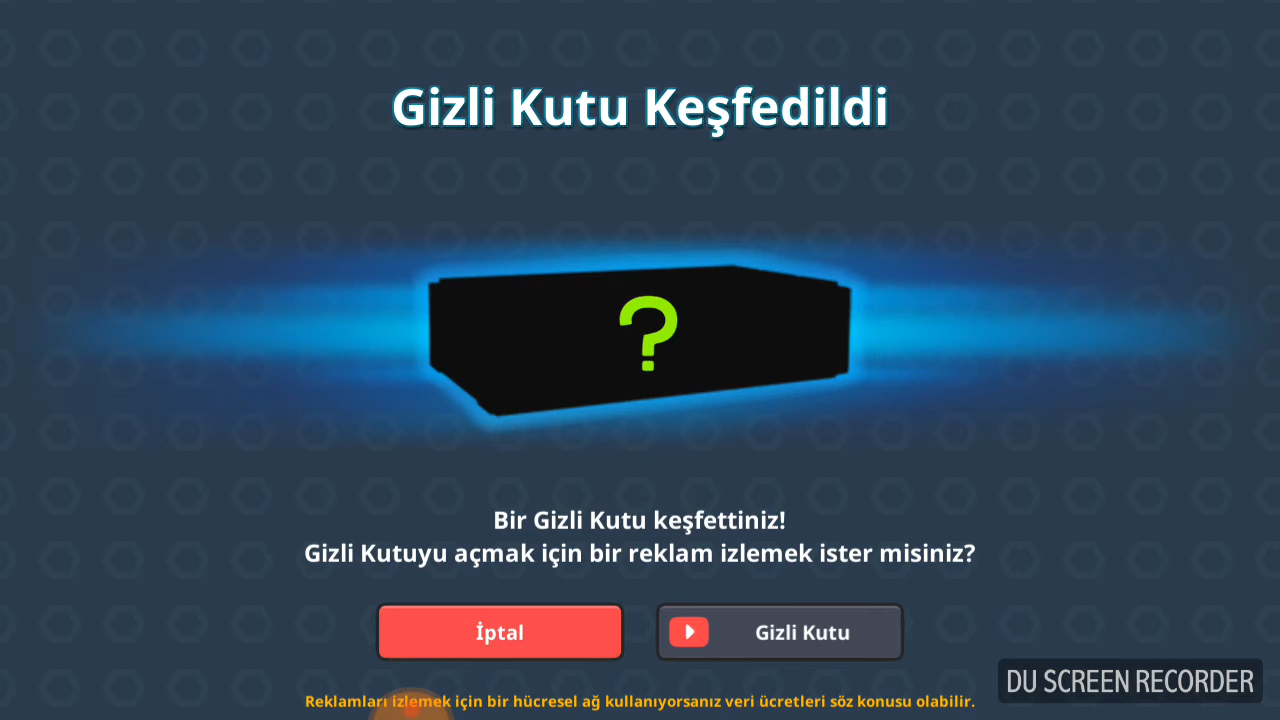 Gizli Kutu Keşfedildi
?
Bir Gizli Kutu keşfettiniz!
Gizli Kutuyu açmak için bir reklam izlemek ister misiniz?
İptal
Gizli Kutu
DU SCREEN RECORDER
Reklamları izlemek için bir hücresel ağ kullanıyorsanız veri ücretleri söz konusu olabilir.